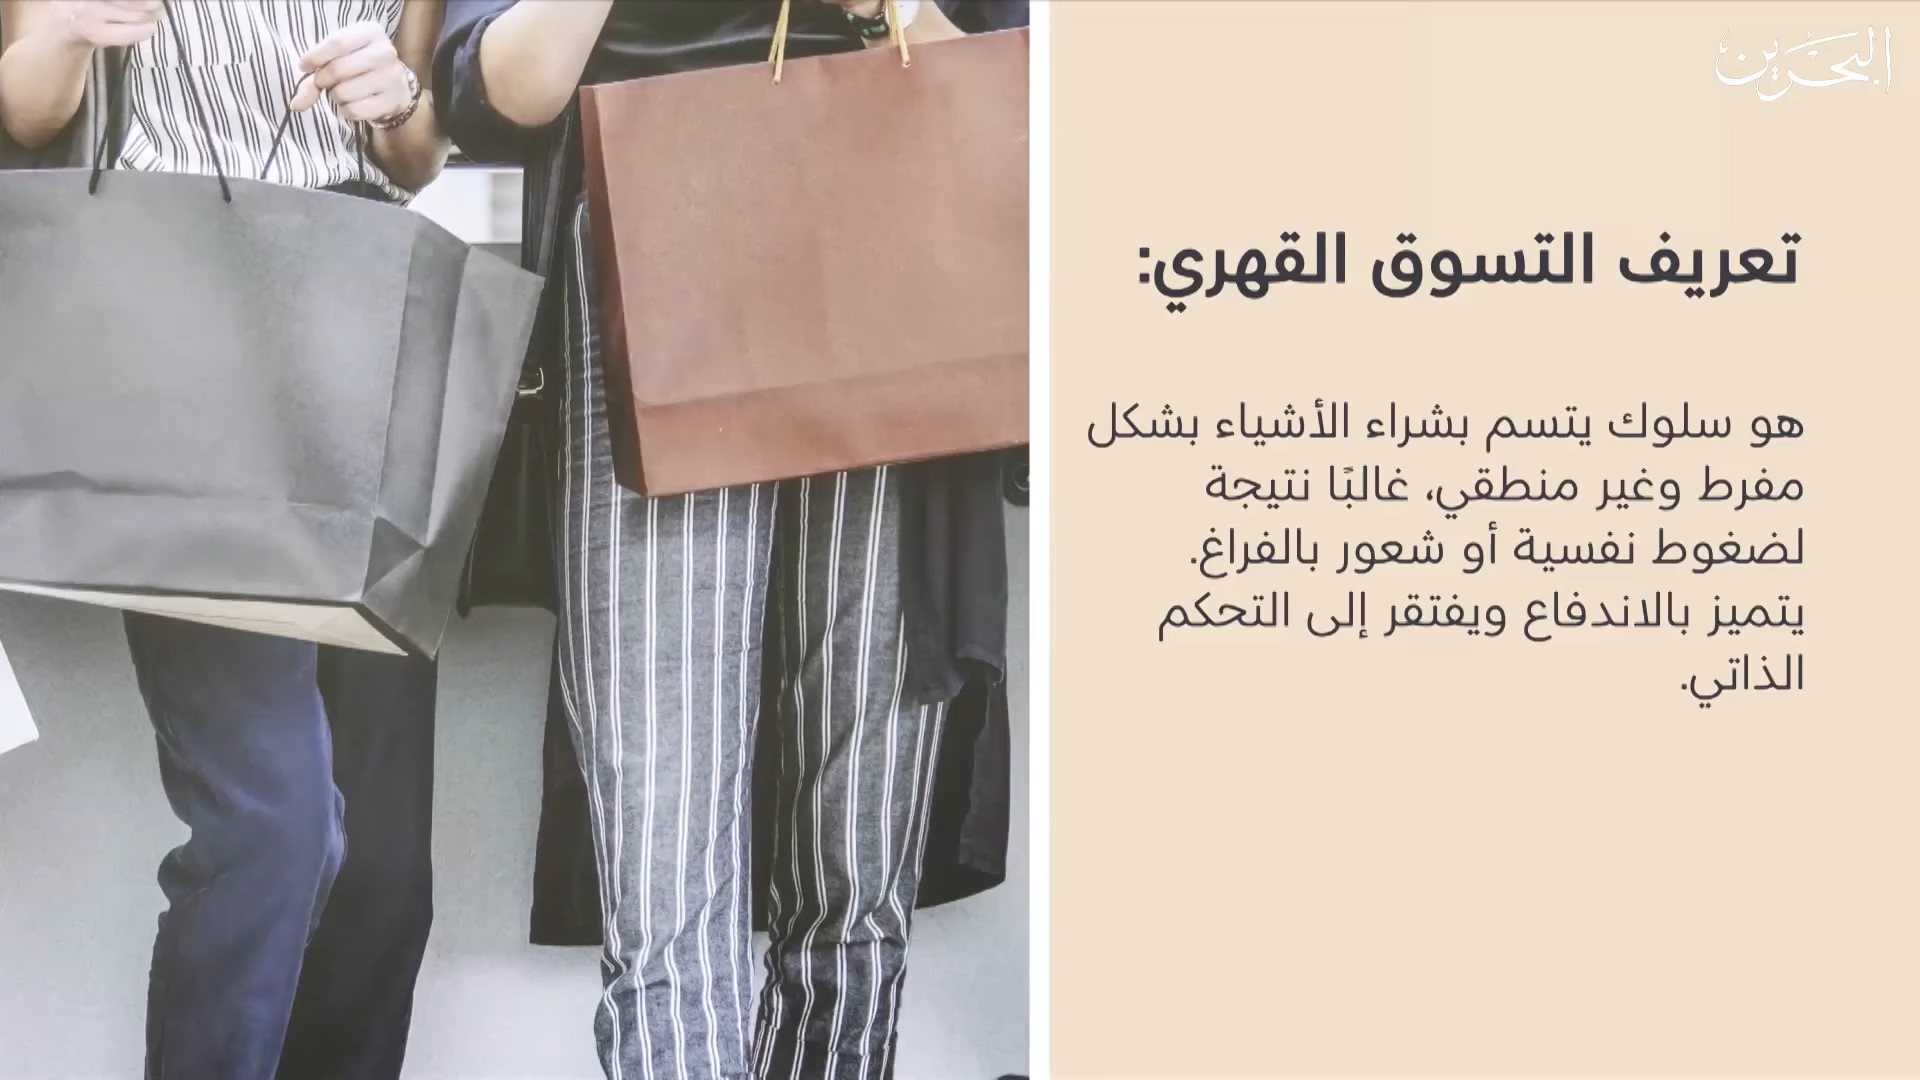 البحرين
تعريف التسوق القهري:
هو سلوك يتسم بشراء الأشياء بشكل
مفرط وغير منطقي، غالبًا نتيجة
لضغوط نفسية أو شعور بالفراغ.
يتميز بالاندفاع ويفتقر إلى التحكم
الذاتي.